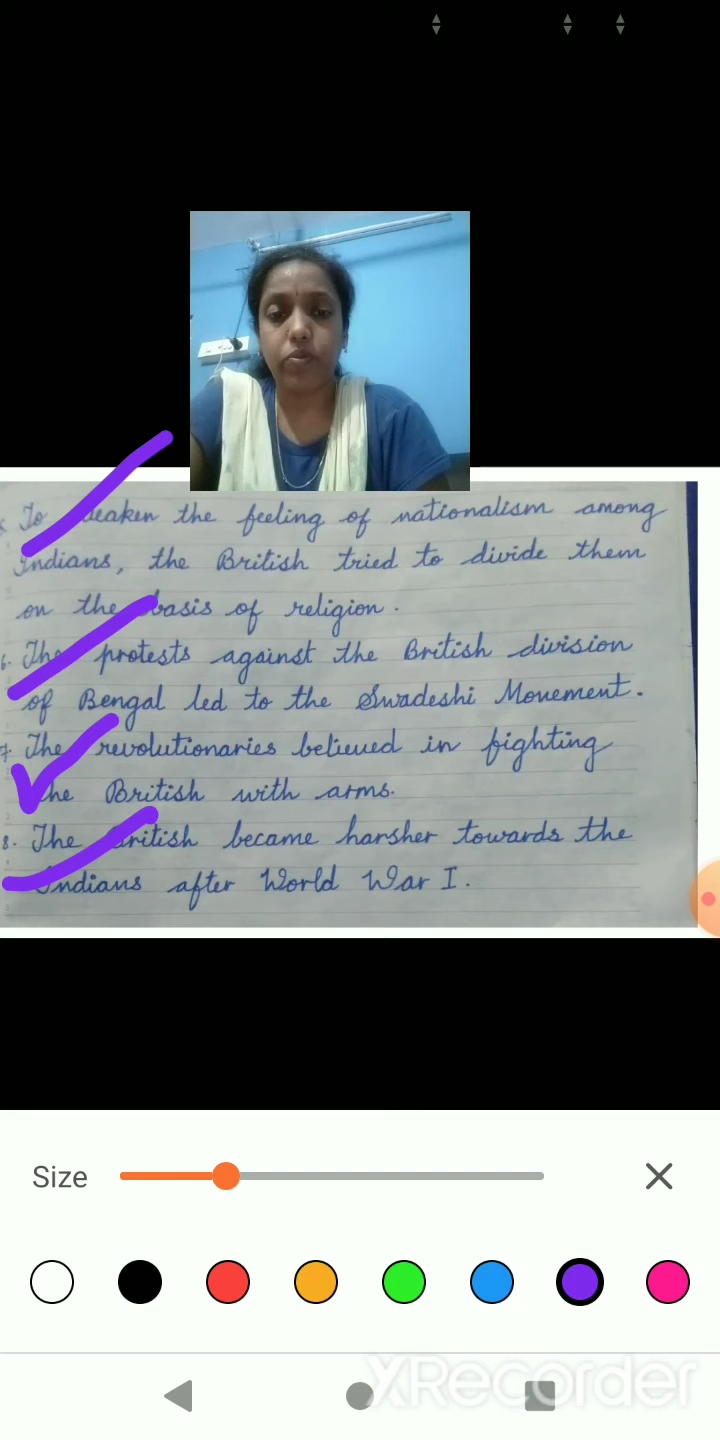 To weaken the feeling of nationalism among
Indians, the British tried to divide them
on the basis of religion.
6. The protests against the British division
of Bengal led to the Swadeshi Movement.
7. The revolutionaries believed in fighting
the British with arms.
8. The British became harsher towards the
Indians after World War I.
Size
XRecorder